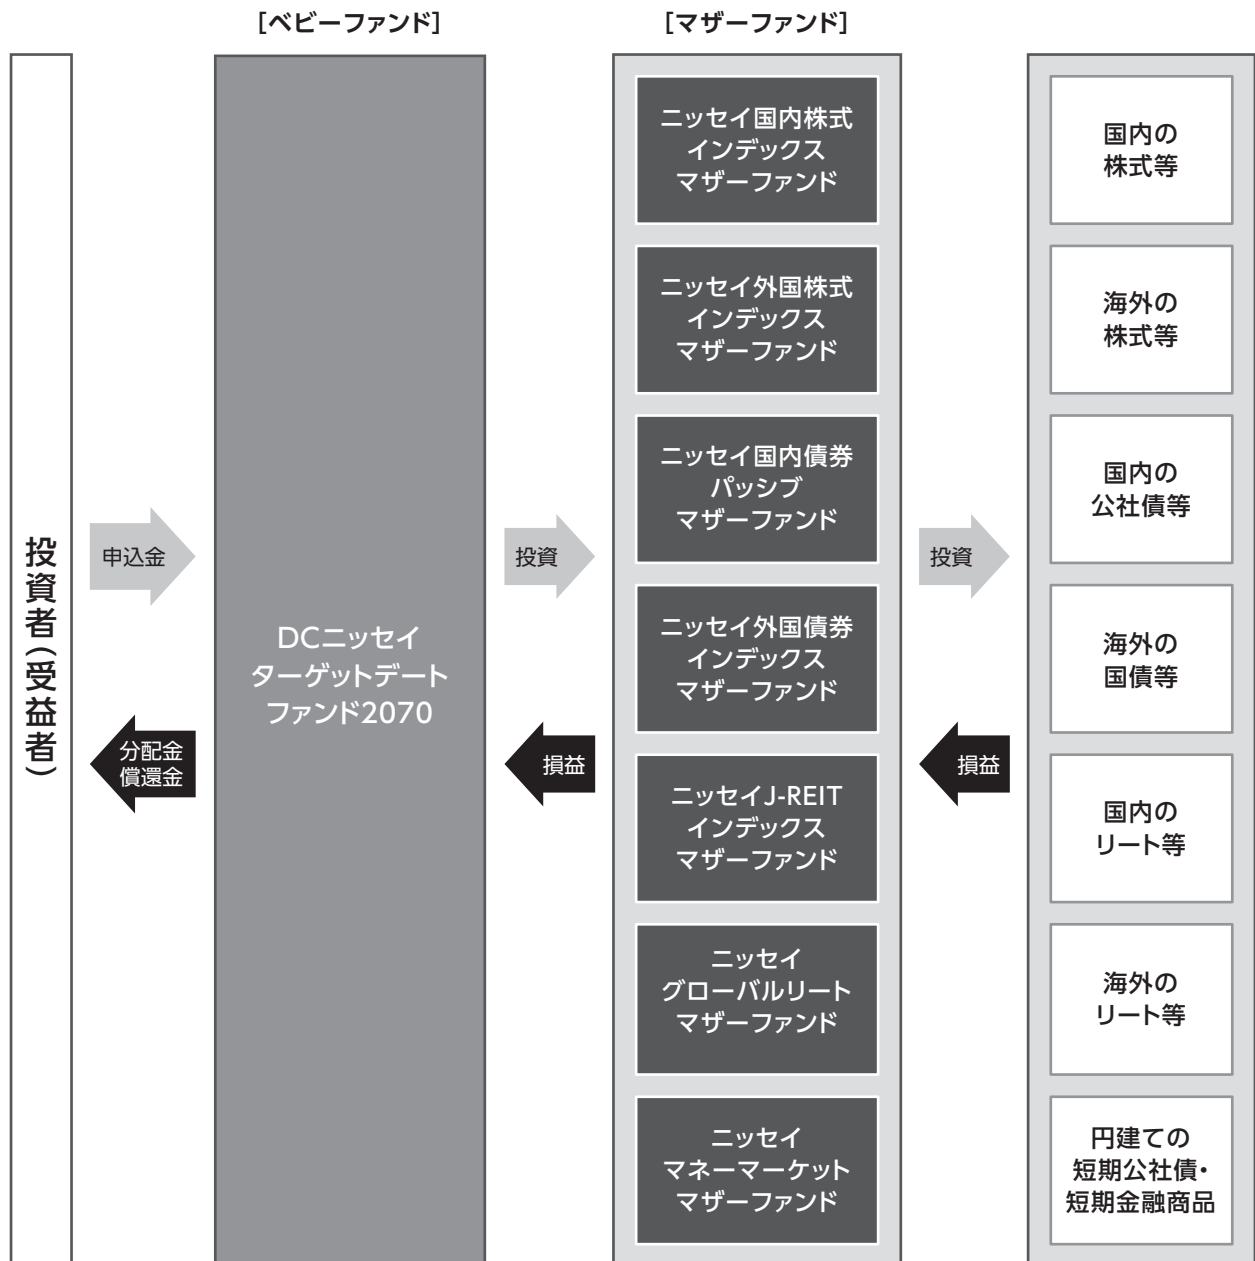 [ベビーファンド]
[マザーファンド]
投資者(受益者)
申込金
分配金
償還金
DCニッセイ
ターゲットデート
ファンド2070
投資
損益
ニッセイ国内株式
インデックス
マザーファンド
ニッセイ外国株式
インデックス
マザーファンド
ニッセイ国内債券
パッシブ
マザーファンド
ニッセイ外国債券
インデックス
マザーファンド
ニッセイJ-REIT
インデックス
マザーファンド
ニッセイ
グローバルリート
マザーファンド
ニッセイ
マネーマーケット
マザーファンド
投資
損益
国内の
株式等
海外の
株式等
国内の
公社債等
海外の
国債等
国内の
リート等
海外の
リート等
円建ての
短期公社債・
短期金融商品